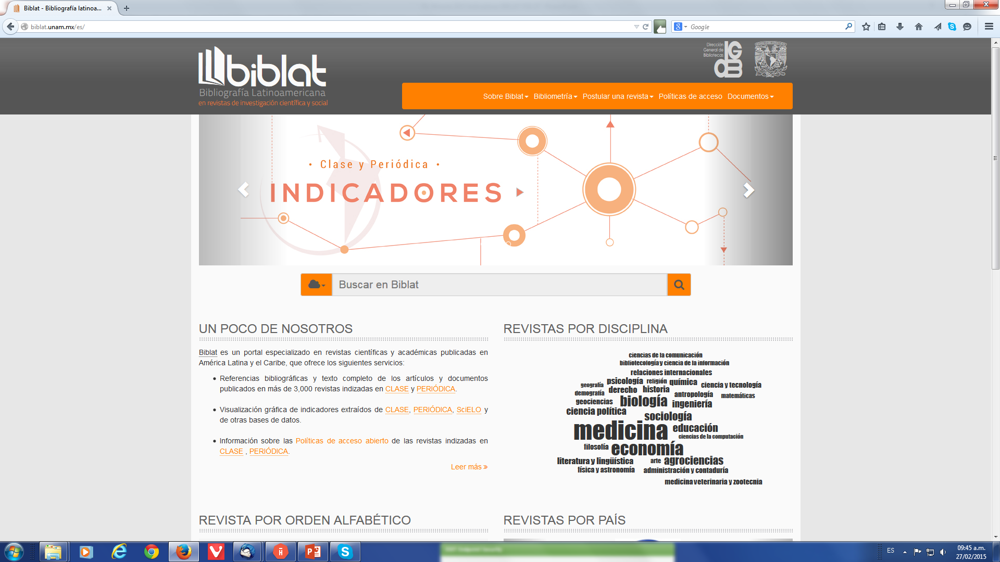 Biblat - Bibliografía latinoa...
biblat.unam.mx/es/
Google
biblat
Bibliografía Latinoamericana
en revistas de investigación científica y social
Dirección
General de
Bibliotecas
DGB
Sobre Biblat
Bibliometría
Postular una revista
Políticas de acceso
Documentos
• Clase y Periódica •
INDICADORES
Buscar en Biblat
UN POCO DE NOSOTROS
Biblat es un portal especializado en revistas científicas y académicas publicadas en
América Latina y el Caribe, que ofrece los siguientes servicios:
• Referencias bibliográficas y texto completo de los artículos y documentos
publicados en más de 3,000 revistas indizadas en CLASE y PERIÓDICA.
• Visualización gráfica de indicadores extraídos de CLASE, PERIÓDICA, SciELO y
de otras bases de datos.
• Información sobre las Políticas de acceso abierto de las revistas indizadas en
CLASE , PERIÓDICA.
Leer más »
REVISTAS POR DISCIPLINA
ciencias de la comunicación
bibliotecología y ciencia de la información
relaciones internacionales
geografía psicología religión química ciencia y tecnología
demografía derecho historia antropología matemáticas
geociencias biología ingeniería
ciencia política sociología
medicina educación
ciencias de la computación
filosofía economía
literatura y lingüística arte agrociencias
física y astronomía administración y contaduría
medicina veterinaria y zootecnia
REVISTA POR ORDEN ALFABÉTICO
REVISTAS POR PAÍS
ES
09:45 a.m.
27/02/2015